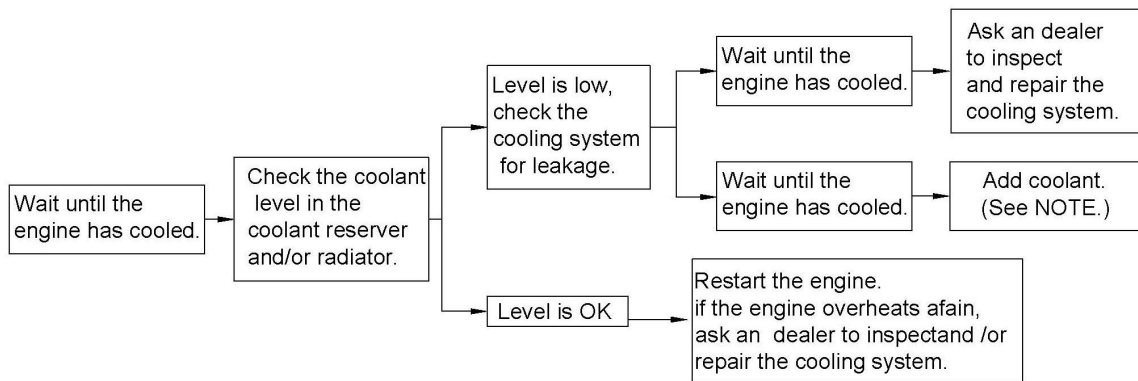 Wait until the
engine has cooled.
Check the coolant
level in the
coolant reserver
and/or radiator.
Level is low,
check the
cooling system
for leakage.
Wait until the
engine has cooled.
Ask an dealer
to inspect
and repair the
cooling system.
Wait until the
engine has cooled.
Add coolant.
(See NOTE.)
Level is OK
Restart the engine.
if the engine overheats afain,
ask an dealer to inspectand /or
repair the cooling system.